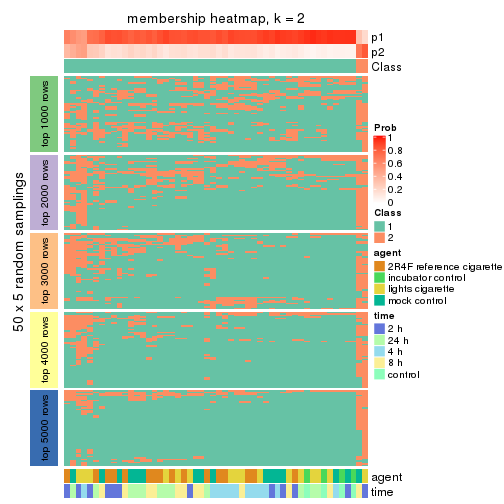 membership heatmap, k = 2
p1
p2
Class
50 x 5 random samplings
top 1000 rows
top 2000 rows
top 3000 rows
top 4000 rows
top 5000 rows
Prob
1
0.8
0.6
0.4
0.2
0
Class
1
2
agent
2R4F reference cigarette
incubator control
lights cigarette
mock control
time
2 h
24 h
4 h
8 h
control
agent
time